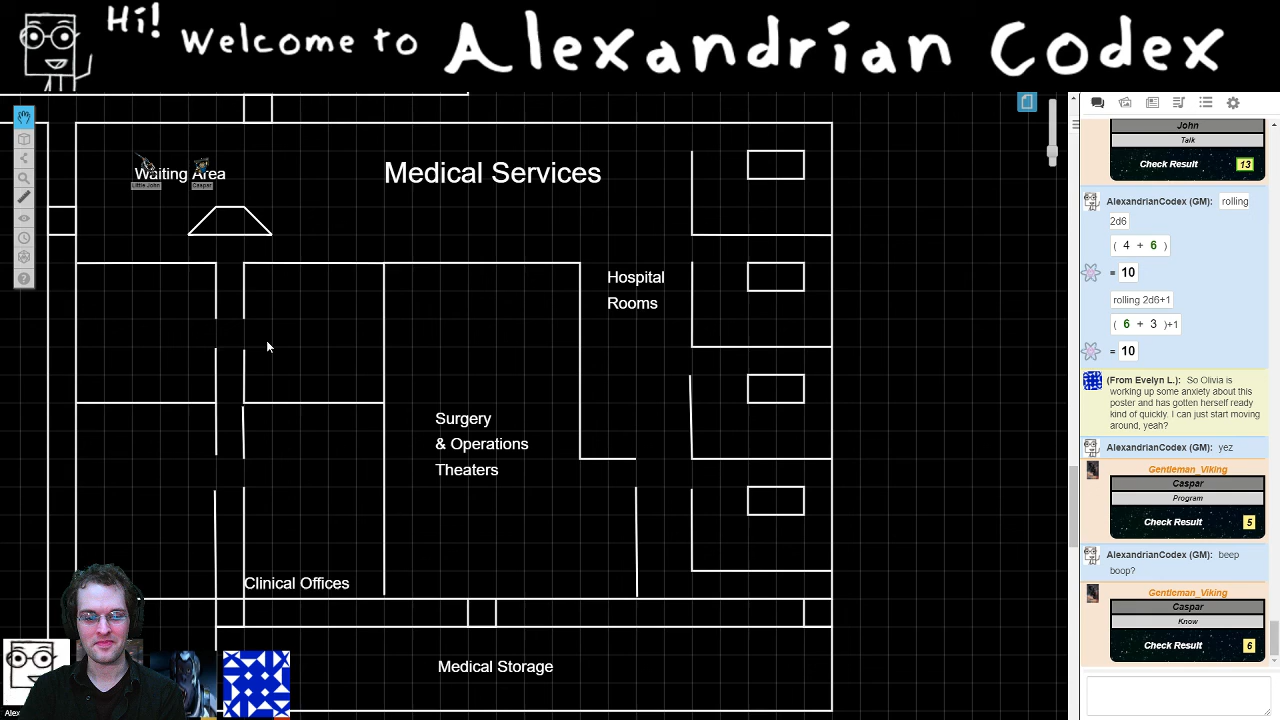 Hi! Welcome to Alexandrian Codex
Medical Services
Waiting Area
Little John
Caspar
Hospital
Rooms
Surgery
& Operations
Theaters
Clinical Offices
Medical Storage
Alex
John
Talk
Check Result 13
AlexandrianCodex (GM): rolling
2d6
( 4 + 6 )
= 10
rolling 2d6+1
( 6 + 3 )+1
= 10
(From Evelyn L.): So Olivia is
working up some anxiety about this
poster and has gotten herself ready
kind of quickly. I can just start moving
around, yeah?
AlexandrianCodex (GM): yez
Gentleman_Viking
Caspar
Program
Check Result 5
AlexandrianCodex (GM): beep
boop?
Gentleman_Viking
Caspar
Know
Check Result 6